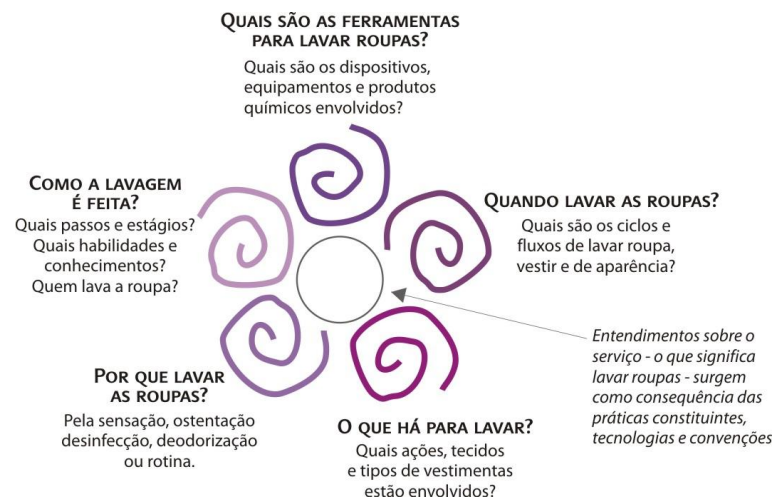 QUAIS SÃO AS FERRAMENTAS
PARA LAVAR ROUPAS?
Quais são os dispositivos,
equipamentos e produtos
químicos envolvidos?
COMO A LAVAGEM
É FEITA?
Quais passos e estágios?
Quais habilidades e
conhecimentos?
Quem lava a roupa?
QUANDO LAVAR AS ROUPAS?
Quais são os ciclos e
fluxos de lavar roupa,
vestir e de aparência?
POR QUE LAVAR
AS ROUPAS?
Pela sensação, ostentação
desinfecção, deodorização
ou rotina.
O QUE HÁ PARA LAVAR?
Quais ações, tecidos
e tipos de vestimentas
estão envolvidos?
Entendimentos sobre o
serviço - o que significa
lavar roupas - surgem
como consequência das
práticas constituintes,
tecnologias e convenções